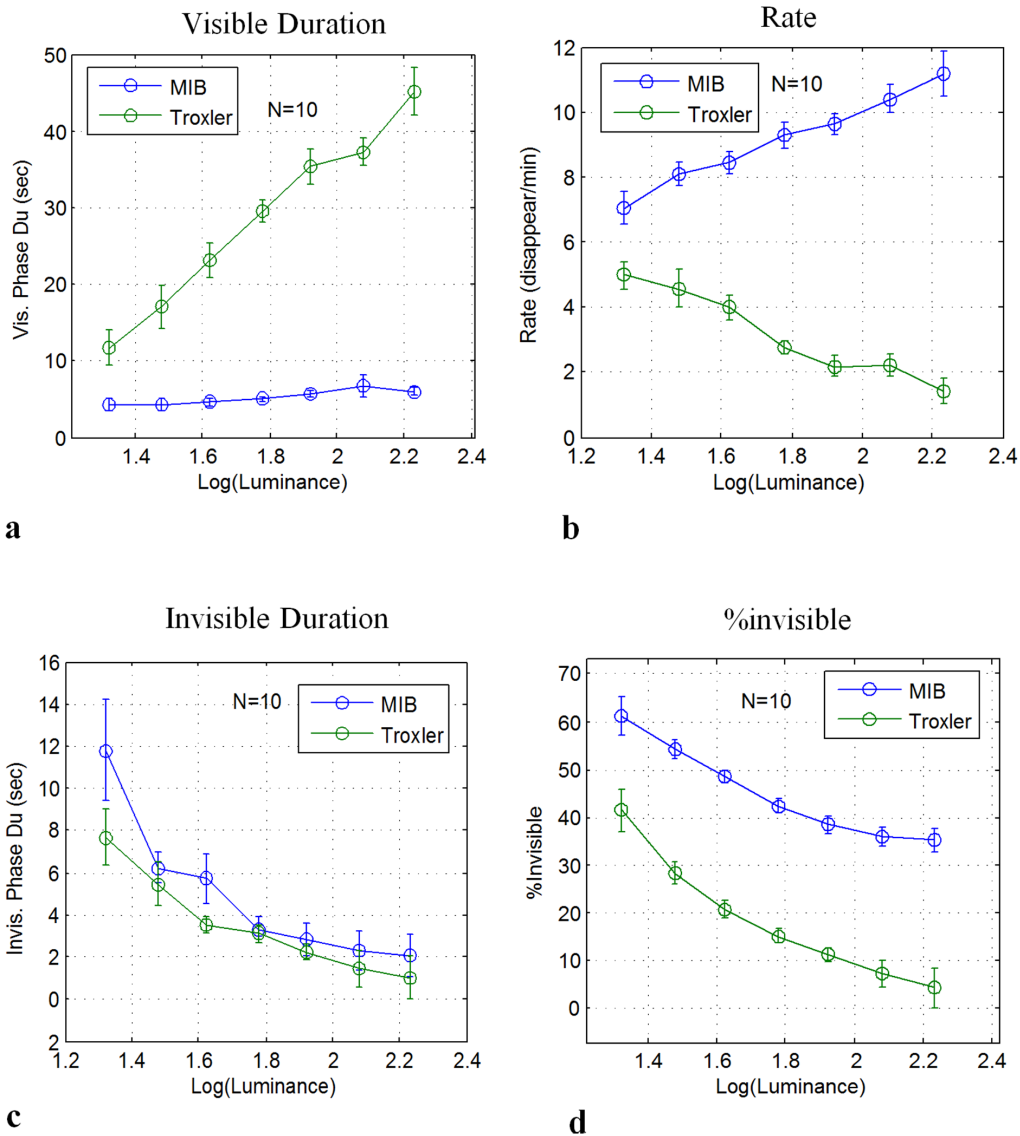 Visible Duration
50
40
30
20
10
0
MIB
Troxler
N=10
Vis. Phase Du (sec)
1.4 1.6 1.8 2 2.2 2.4
Log(Luminance)
a
Rate
12
10
8
6
4
2
0
MIB
Troxler
N=10
Rate (disappear/min)
1.2 1.4 1.6 1.8 2 2.2 2.4
Log(Luminance)
b
Invisible Duration
16
14
12
10
8
6
4
2
0
2
N=10
MIB
Troxler
Invis. Phase Du (sec)
1.2 1.4 1.6 1.8 2 2.2 2.4
Log(Luminance)
c
%invisible
70
60
50
40
30
20
10
0
N=10
MIB
Troxler
%Invisible
1.4 1.6 1.8 2 2.2 2.4
Log(Luminance)
d